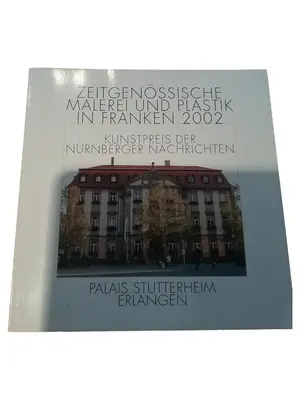 ZEITGENÖSSISCHE
MALEREI UND PLASTIK
IN FRANKEN 2002
KUNSTPREIS DER
NÜRNBERGER NACHRICHTEN
PALAIS STUTTERHEIM
ERLANGEN